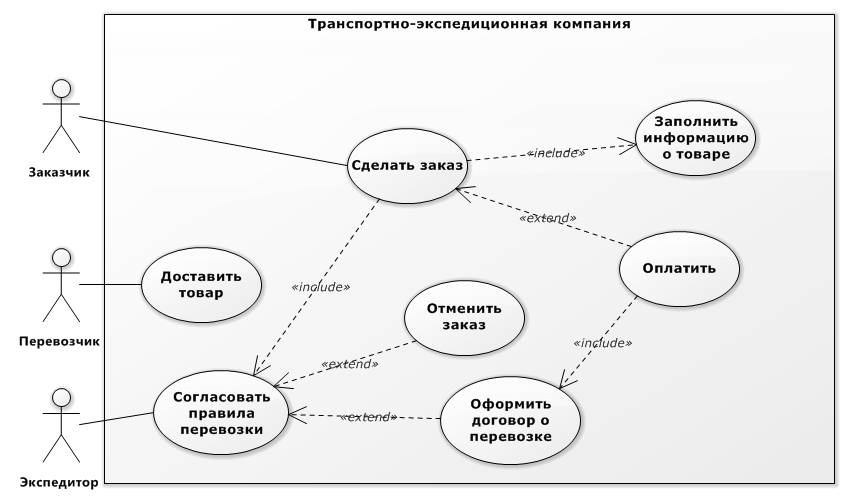 Транспортно-экспедиционная компания
Заказчик
Сделать заказ
«include»
Заполнить
информацию
о товаре
«extend»
Оплатить
Перевозчик
Доставить
товар
«include»
Отменить
заказ
«include»
«extend»
Экспедитор
Согласовать
правила
перевозки
«extend»
Оформить
договор о
перевозке